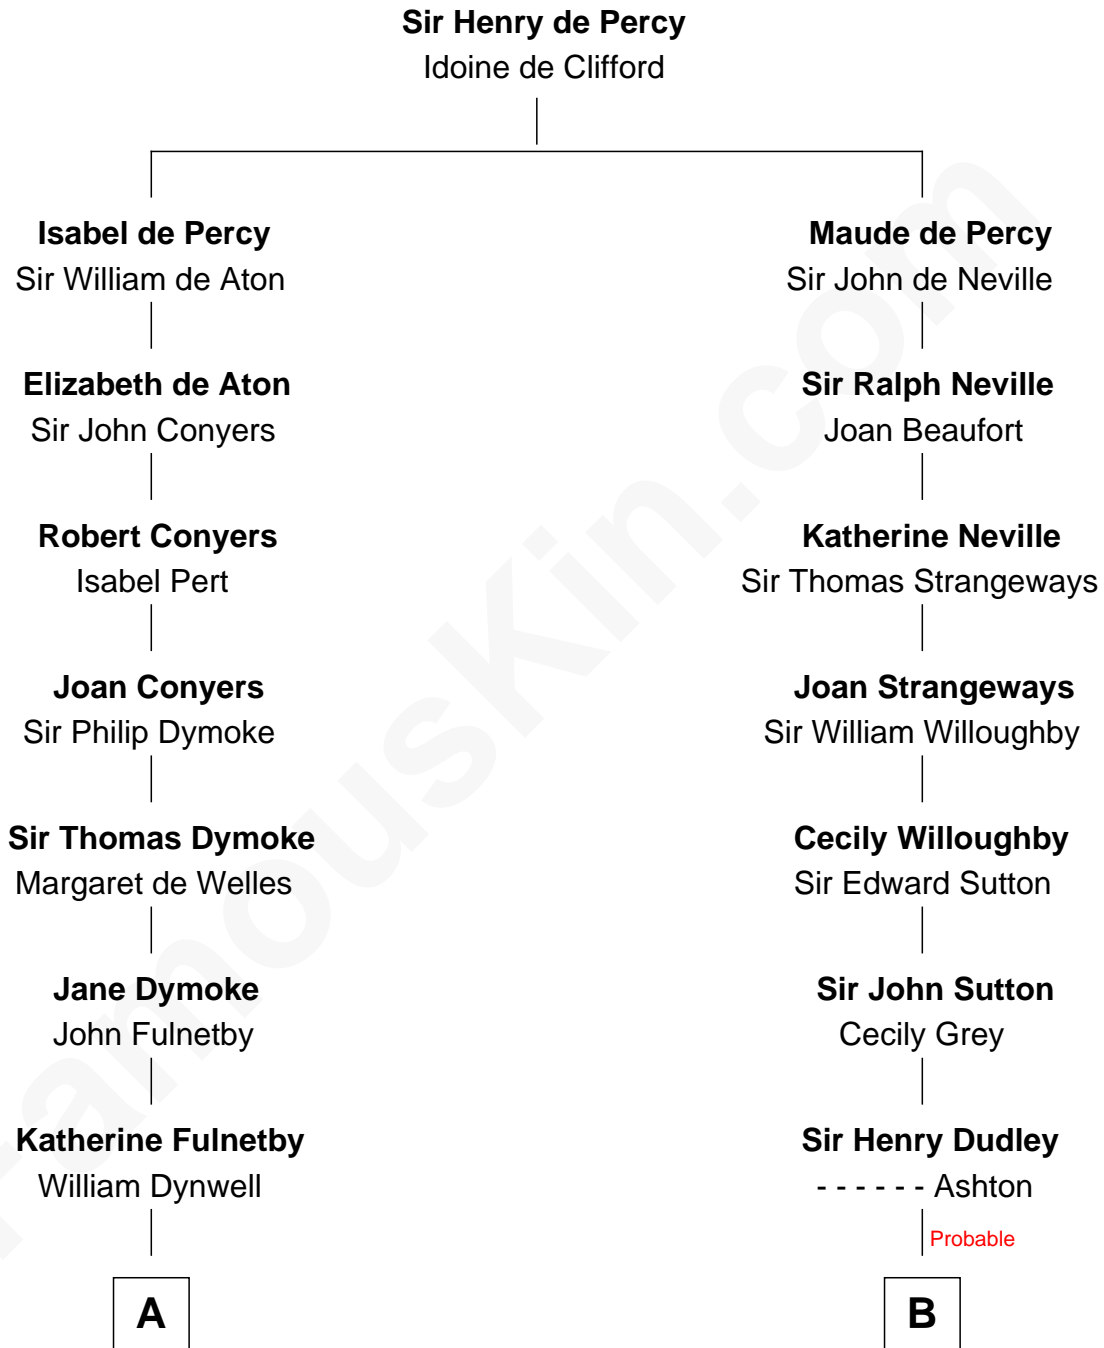 Sir Henry de Percy
Idoine de Clifford
Isabel de Percy
Sir William de Aton
Maude de Percy
Sir John de Neville
Elizabeth de Aton
Sir John Conyers
Sir Ralph Neville
Joan Beaufort
Robert Conyers
Isabel Pert
Katherine Neville
Sir Thomas Strangeways
Joan Conyers
Sir Philip Dymoke
Joan Strangeways
Sir William Willoughby
Sir Thomas Dymoke
Margaret de Welles
Cecily Willoughby
Sir Edward Sutton
Jane Dymoke
John Fulnetby
Sir John Sutton
Cecily Grey
Katherine Fulnetby
William Dynwell
Sir Henry Dudley
- - - - - - Ashton
Probable
A
B
FamousKin.com